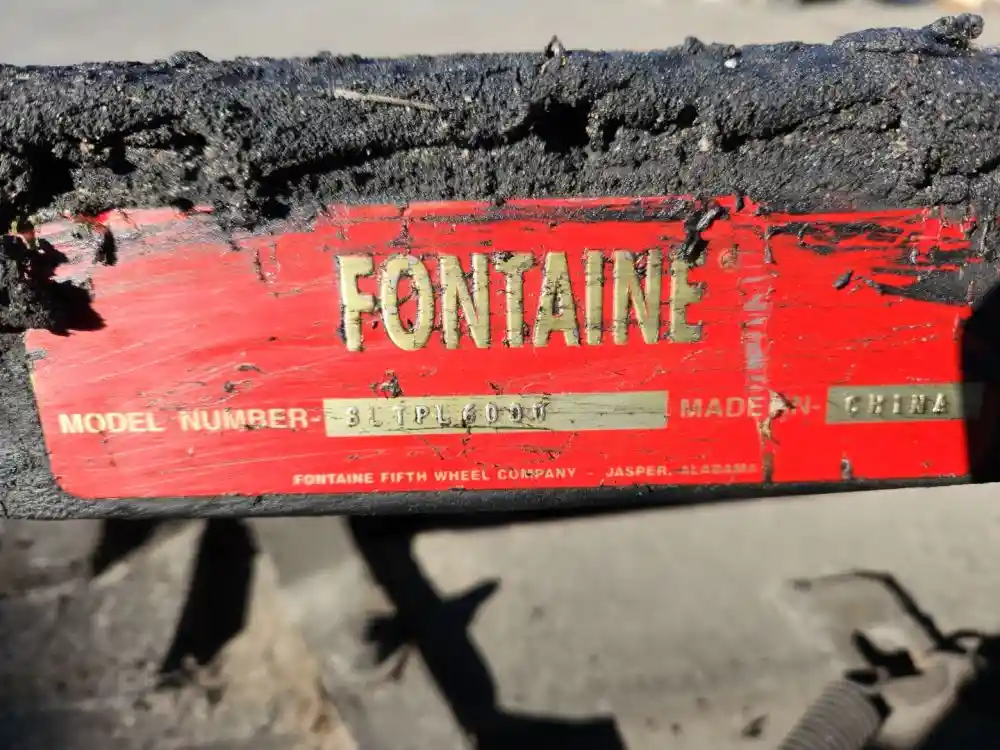 FONTAINE®
MODEL NUMBER- SLTPL6000 MADE IN- CHINA
FONTAINE FIFTH WHEEL COMPANY - JASPER, ALABAMA